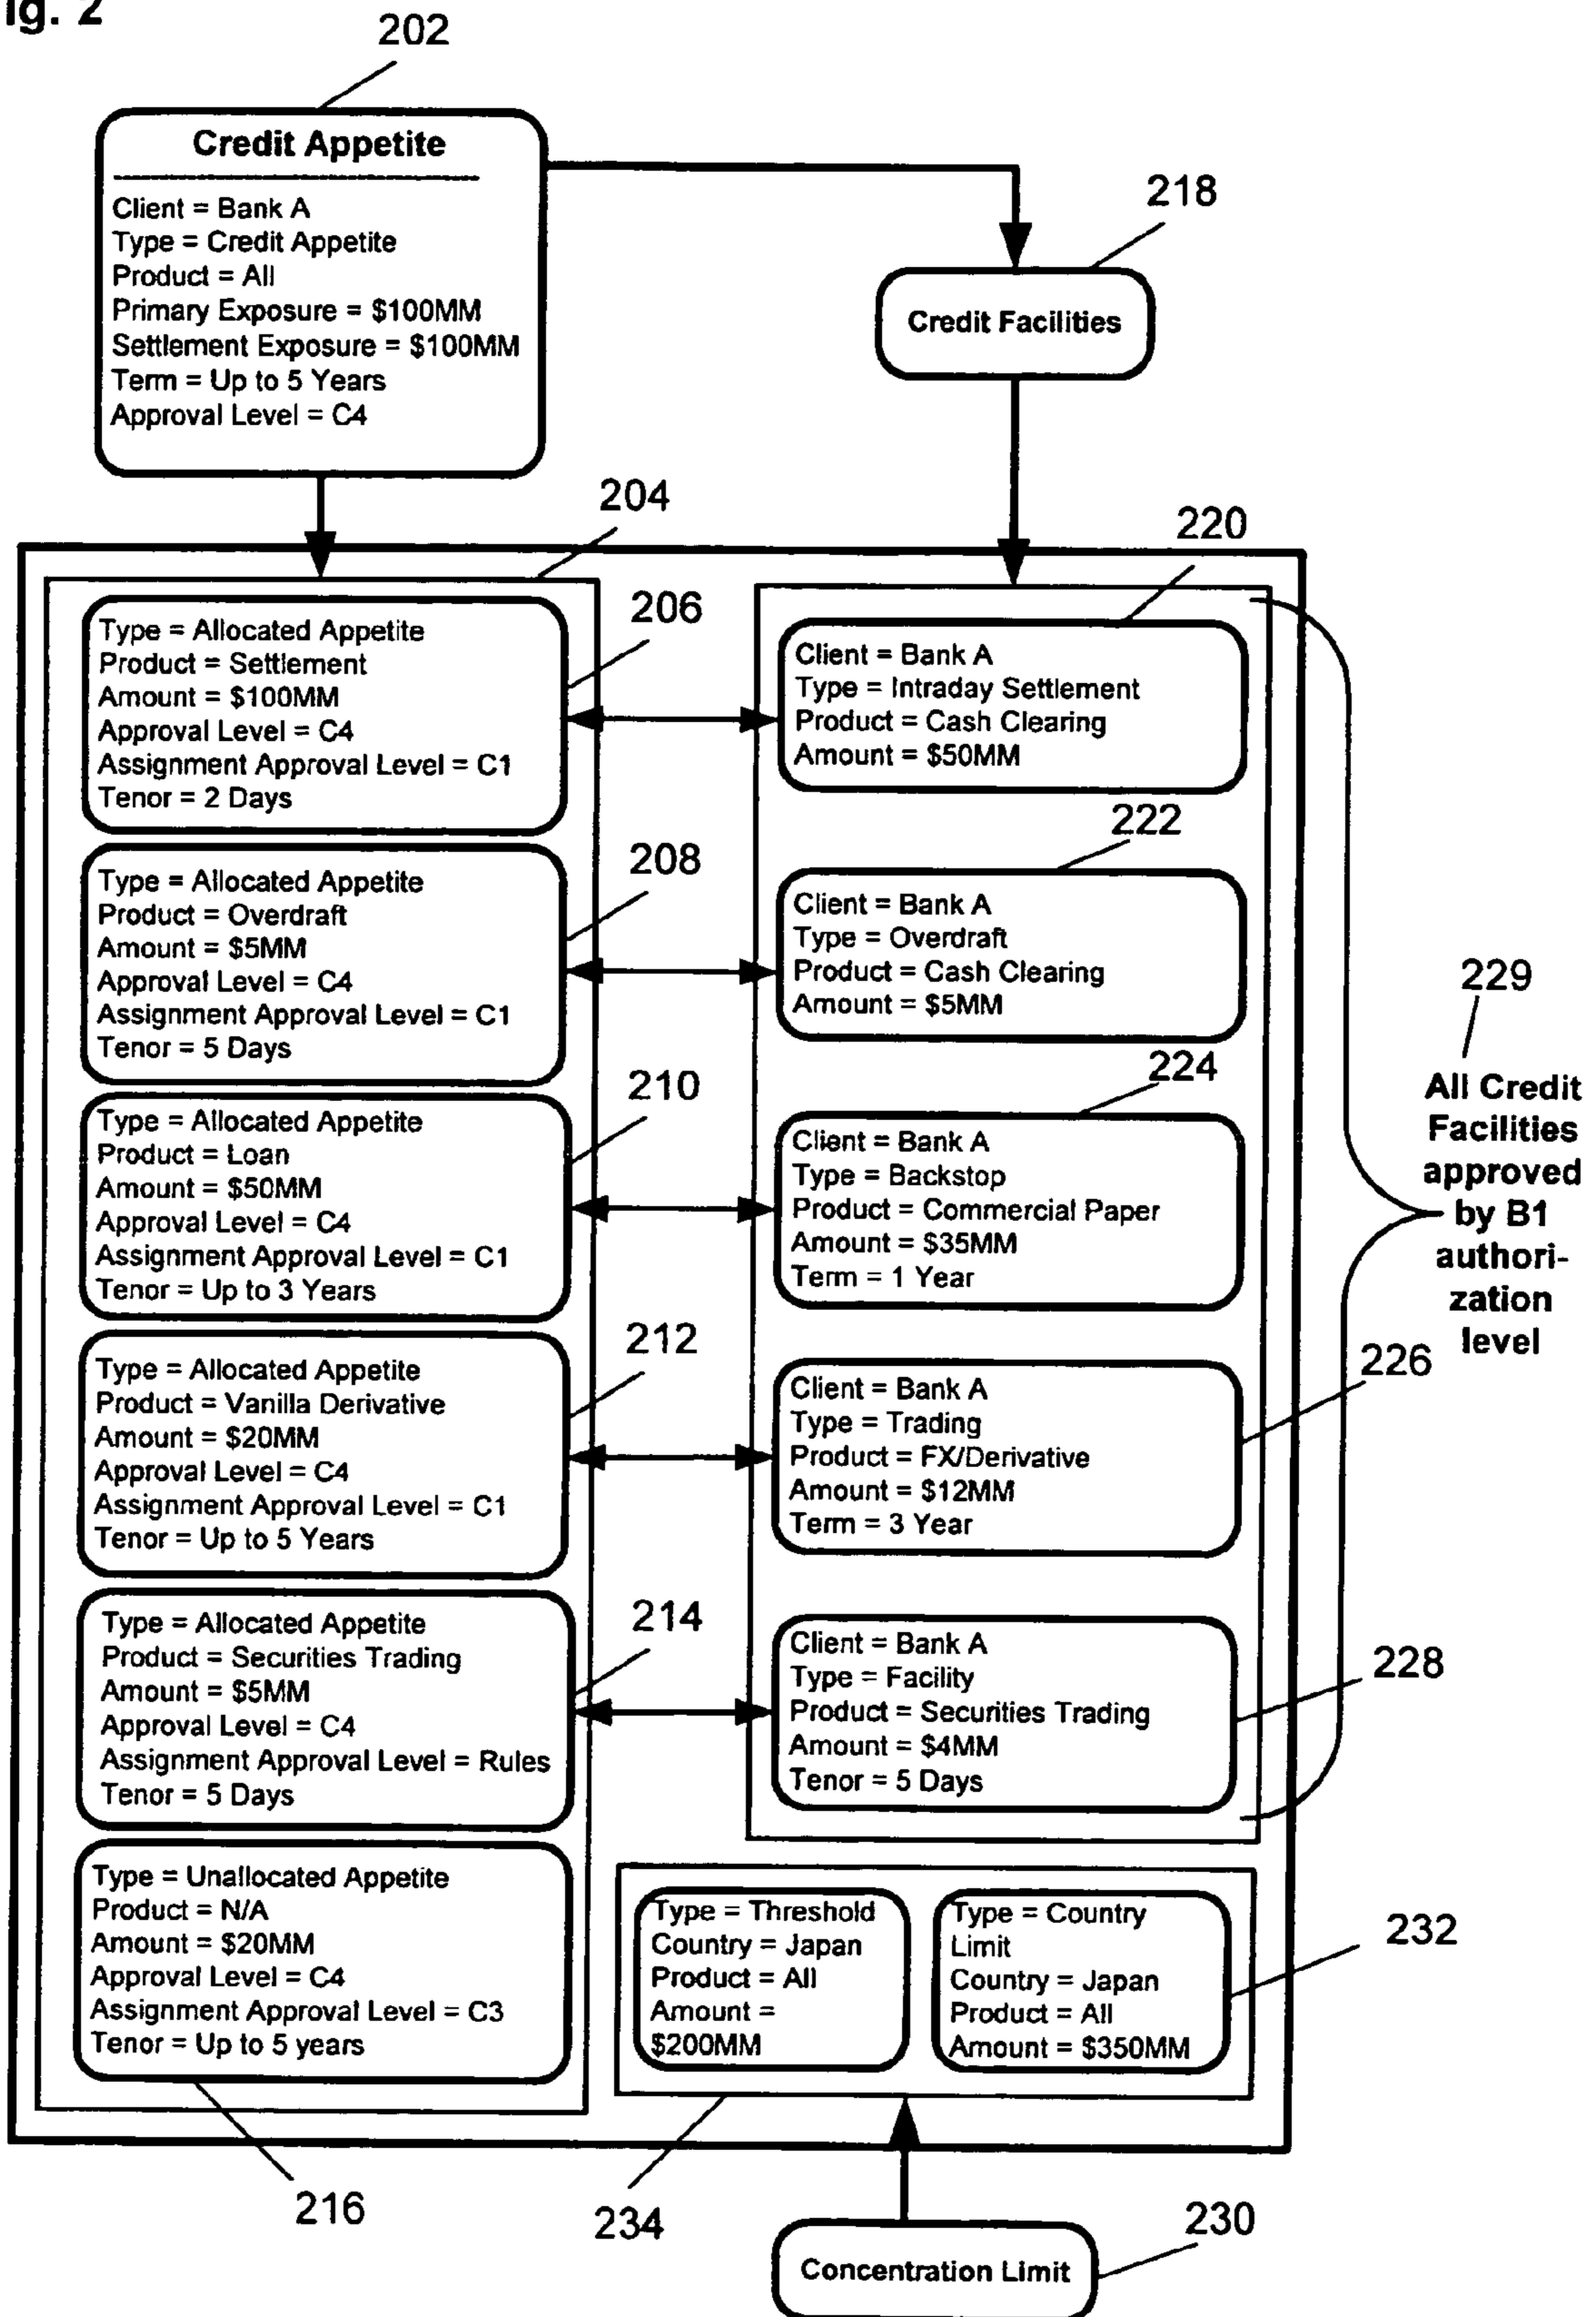 ig. 2
202
Credit Appetite
Client = Bank A
Type = Credit Appetite
Product = All
Primary Exposure = $100MM
Settlement Exposure = $100MM
Term = Up to 5 Years
Approval Level = C4
218
Credit Facilities
204
206
Type = Allocated Appetite
Product = Settlement
Amount = $100MM
Approval Level = C4
Assignment Approval Level = C1
Tenor = 2 Days
220
Client = Bank A
Type = Intraday Settlement
Product = Cash Clearing
Amount = $50MM
208
Type = Allocated Appetite
Product = Overdraft
Amount = $5MM
Approval Level = C4
Assignment Approval Level = C1
Tenor = 5 Days
222
Client = Bank A
Type = Overdraft
Product = Cash Clearing
Amount = $5MM
229
All Credit
Facilities
approved
by B1
authori-
zation
level
210
Type = Allocated Appetite
Product = Loan
Amount = $50MM
Approval Level = C4
Assignment Approval Level = C1
Tenor = Up to 3 Years
224
Client = Bank A
Type = Backstop
Product = Commercial Paper
Amount = $35MM
Term = 1 Year
212
Type = Allocated Appetite
Product = Vanilla Derivative
Amount = $20MM
Approval Level = C4
Assignment Approval Level = C1
Tenor = Up to 5 Years
226
Client = Bank A
Type = Trading
Product = FX/Derivative
Amount = $12MM
Term = 3 Year
214
Type = Allocated Appetite
Product = Securities Trading
Amount = $5MM
Approval Level = C4
Assignment Approval Level = Rules
Tenor = 5 Days
228
Client = Bank A
Type = Facility
Product = Securities Trading
Amount = $4MM
Tenor = 5 Days
Type = Unallocated Appetite
Product = N/A
Amount = $20MM
Approval Level = C4
Assignment Approval Level = C3
Tenor = Up to 5 years
216
Type = Threshold
Country = Japan
Product = All
Amount =
$200MM
Type = Country
Limit
Country = Japan
Product = All
Amount = $350MM
232
234
230
Concentration Limit